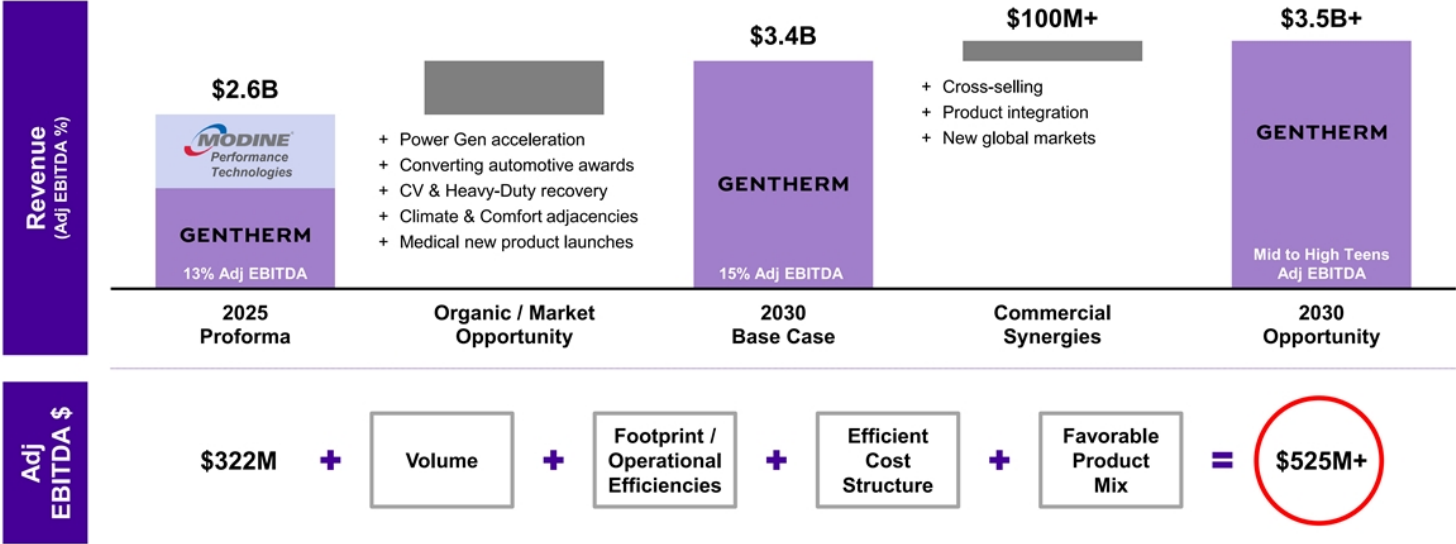 Revenue
(Adj EBITDA %)
$2.6B
MODINE
Performance
Technologies
GENTHERM
13% Adj EBITDA
2025
Proforma
+ Power Gen acceleration
+ Converting automotive awards
+ CV & Heavy-Duty recovery
+ Climate & Comfort adjacencies
+ Medical new product launches
Organic / Market
Opportunity
$3.4B
GENTHERM
15% Adj EBITDA
2030
Base Case
$100M+
+ Cross-selling
+ Product integration
+ New global markets
Commercial
Synergies
$3.5B+
GENTHERM
Mid to High Teens
Adj EBITDA
2030
Opportunity
Adj
EBITDA $
$322M
+
Volume
+
Footprint /
Operational
Efficiencies
+
Efficient
Cost
Structure
+
Favorable
Product
Mix
=
$525M+